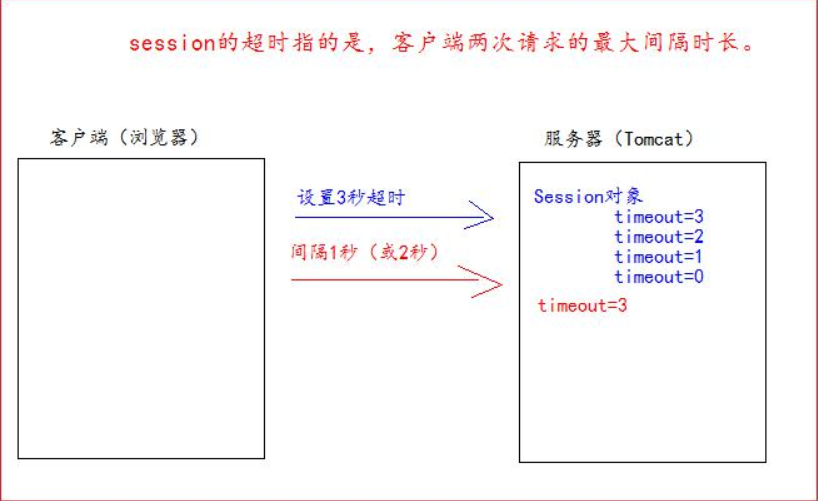 session的超时指的是，客户端两次请求的最大间隔时长。
客户端（浏览器）
服务器（Tomcat）
设置3秒超时
间隔1秒（或2秒）
Session对象
timeout=3
timeout=2
timeout=1
timeout=0
timeout=3